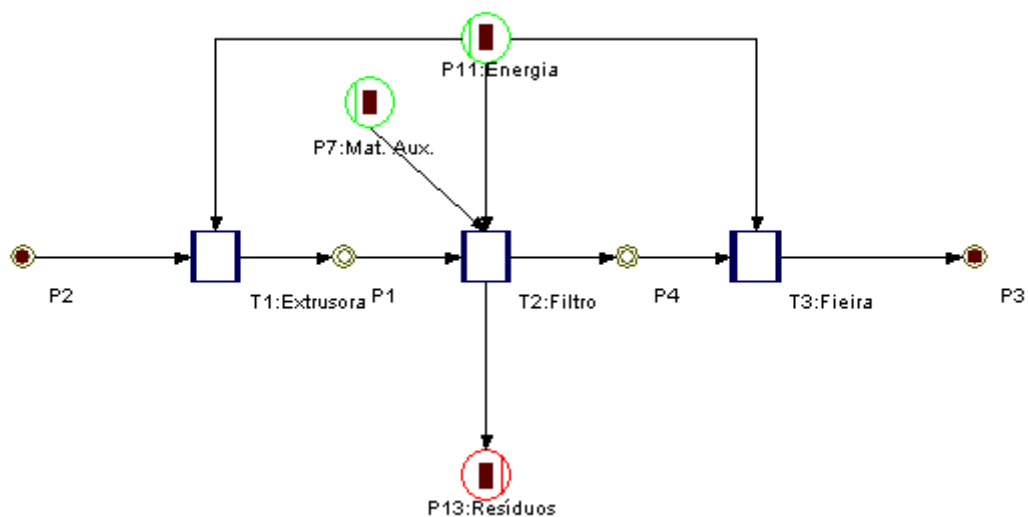 P11:Energia
P7:Mat. Aux.
P2
T1:Extrusora
P1
T2:Filtro
P4
T3:Fieira
P3
P13:Resíduos